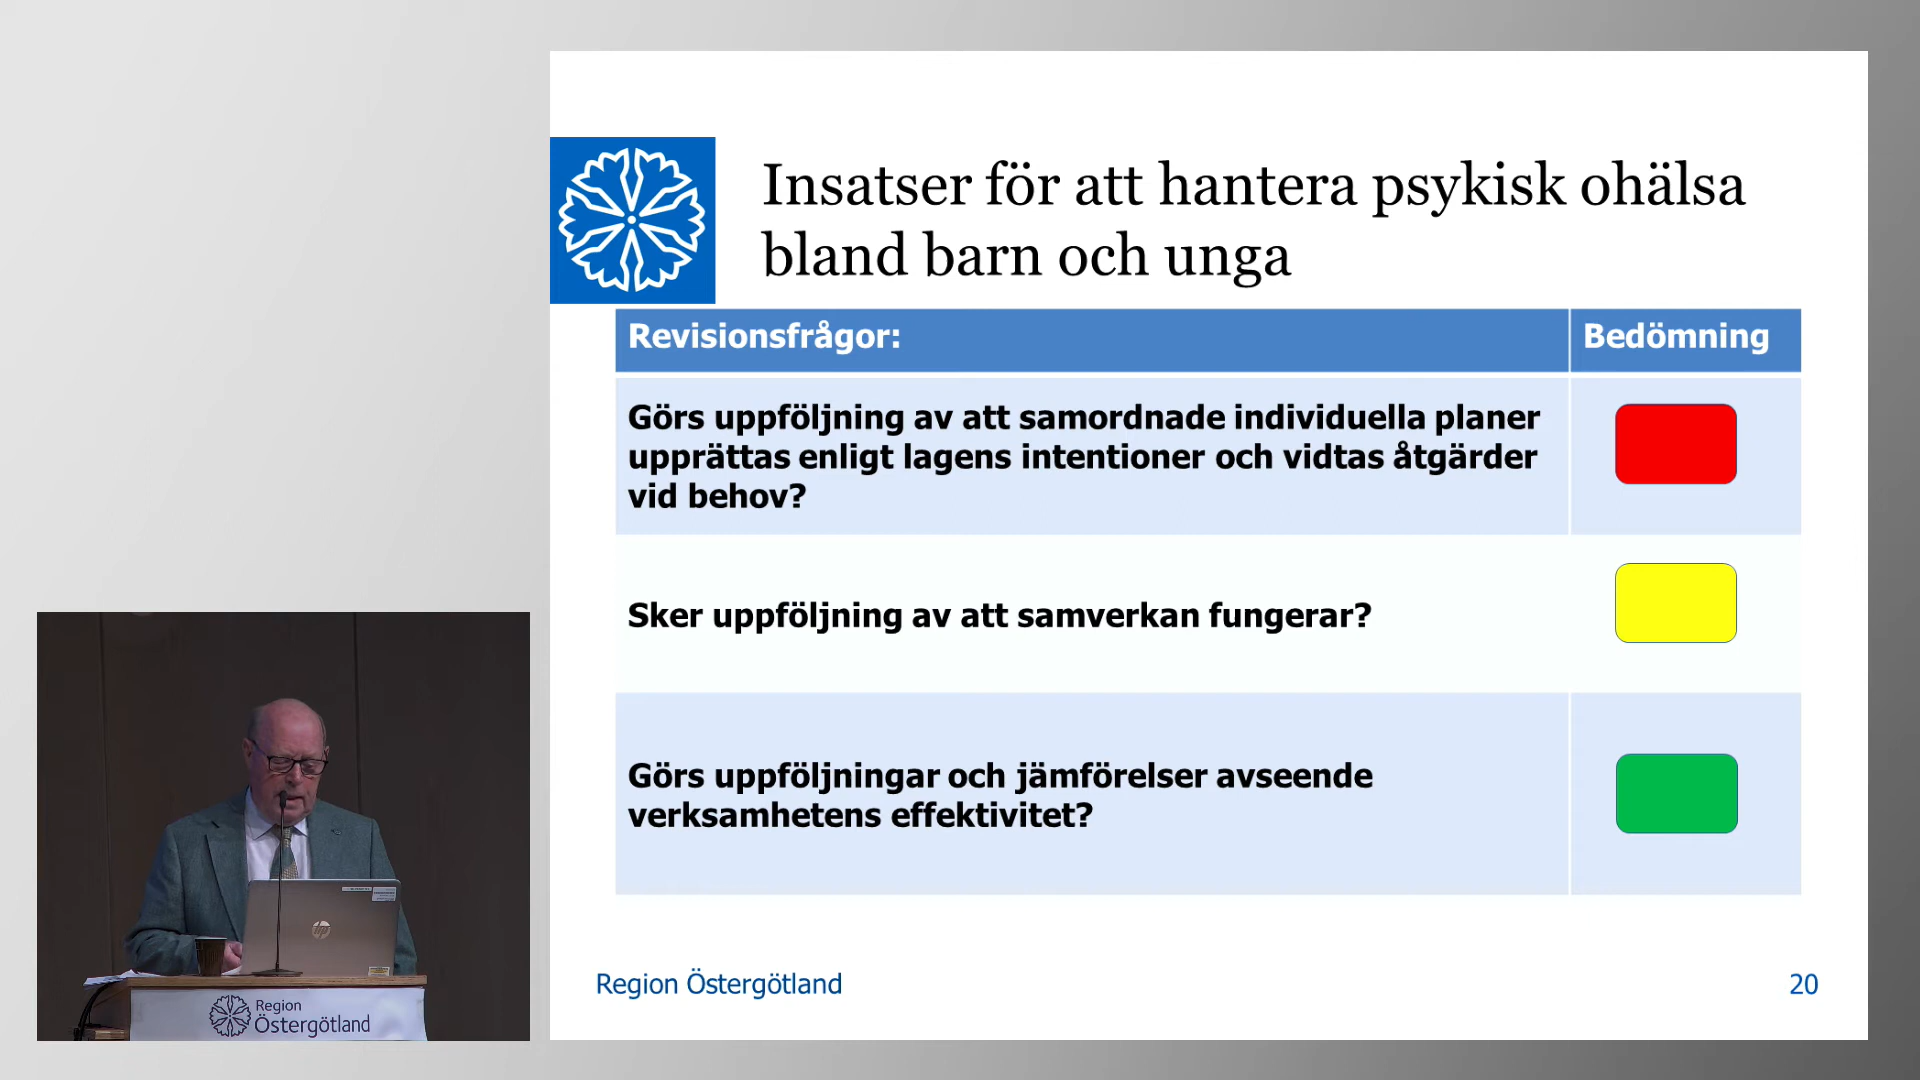 Insatser för att hantera psykisk ohälsa
bland barn och unga
Revisionsfrågor:
Bedömning
Görs uppföljning av att samordnade individuella planer
upprättas enligt lagens intentioner och vidtas åtgärder
vid behov?
Sker uppföljning av att samverkan fungerar?
Görs uppföljningar och jämförelser avseende
verksamhetens effektivitet?
Region Östergötland
20
hp
Region
Östergötland